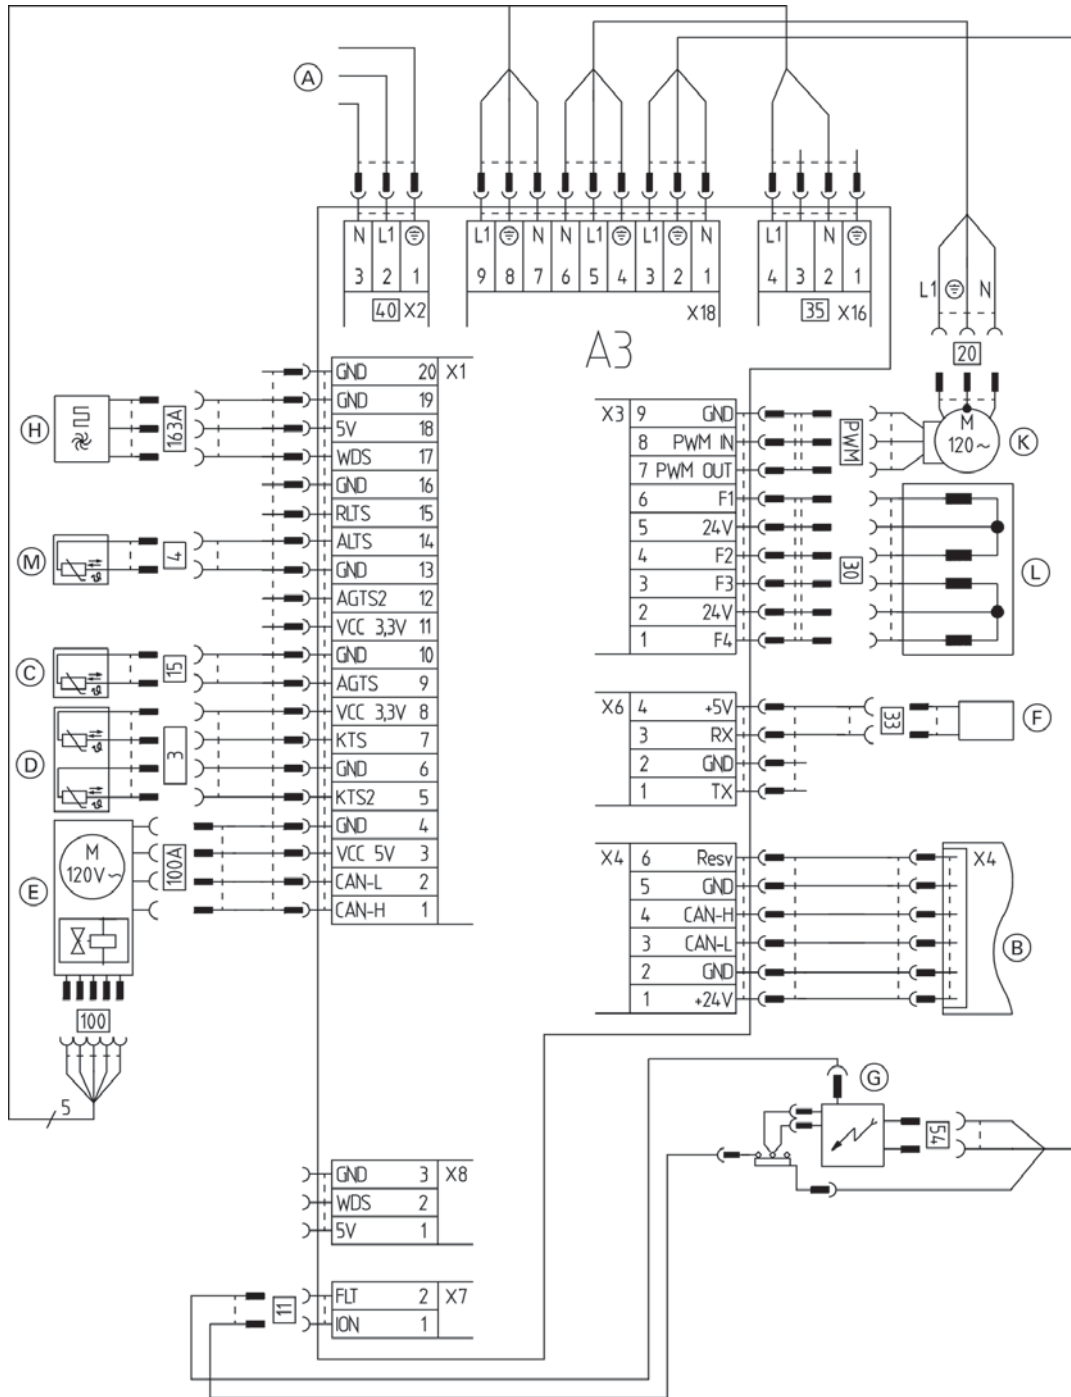 A
N L1
3 2 1
40 X2
L1 N N L1 L1 N
9 8 7 6 5 4 3 2 1
X18
L1 N
4 3 2 1
35 X16
L1 N
20
A3
GND 20 X1
GND 19
5V 18
WDS 17
GND 16
RLTS 15
ALTS 14
GND 13
AGTS2 12
VCC 3,3V 11
GND 10
AGTS 9
VCC 3,3V 8
KTS 7
GND 6
KTS2 5
GND 4
VCC 5V 3
CAN-L 2
CAN-H 1
H
163A
M
4
ϑ
C
15
ϑ
D
3
ϑ
ϑ
E
M
120V~
100A
100
5
X3 9 GND
8 PWM IN
7 PWM OUT
6 F1
5 24V
4 F2
3 F3
2 24V
1 F4
PWM
M
120~
K
30
L
X6 4 +5V
3 RX
2 GND
1 TX
33
F
X4 6 Resv
5 GND
4 CAN-H
3 CAN-L
2 GND
1 +24V
X4
B
G
54
GND 3 X8
WDS 2
5V 1
FLT 2 X7
ION 1
11